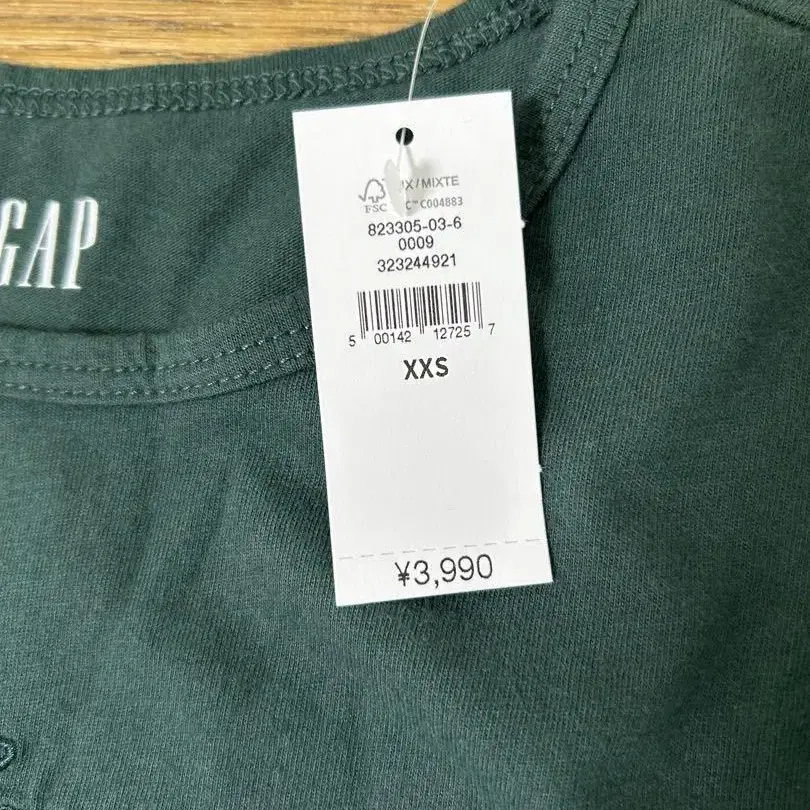 GAP
MIXTE
FSC C004883
823305-03-6
0009
323244921
5 00142 12725 7
XXS
¥3,990